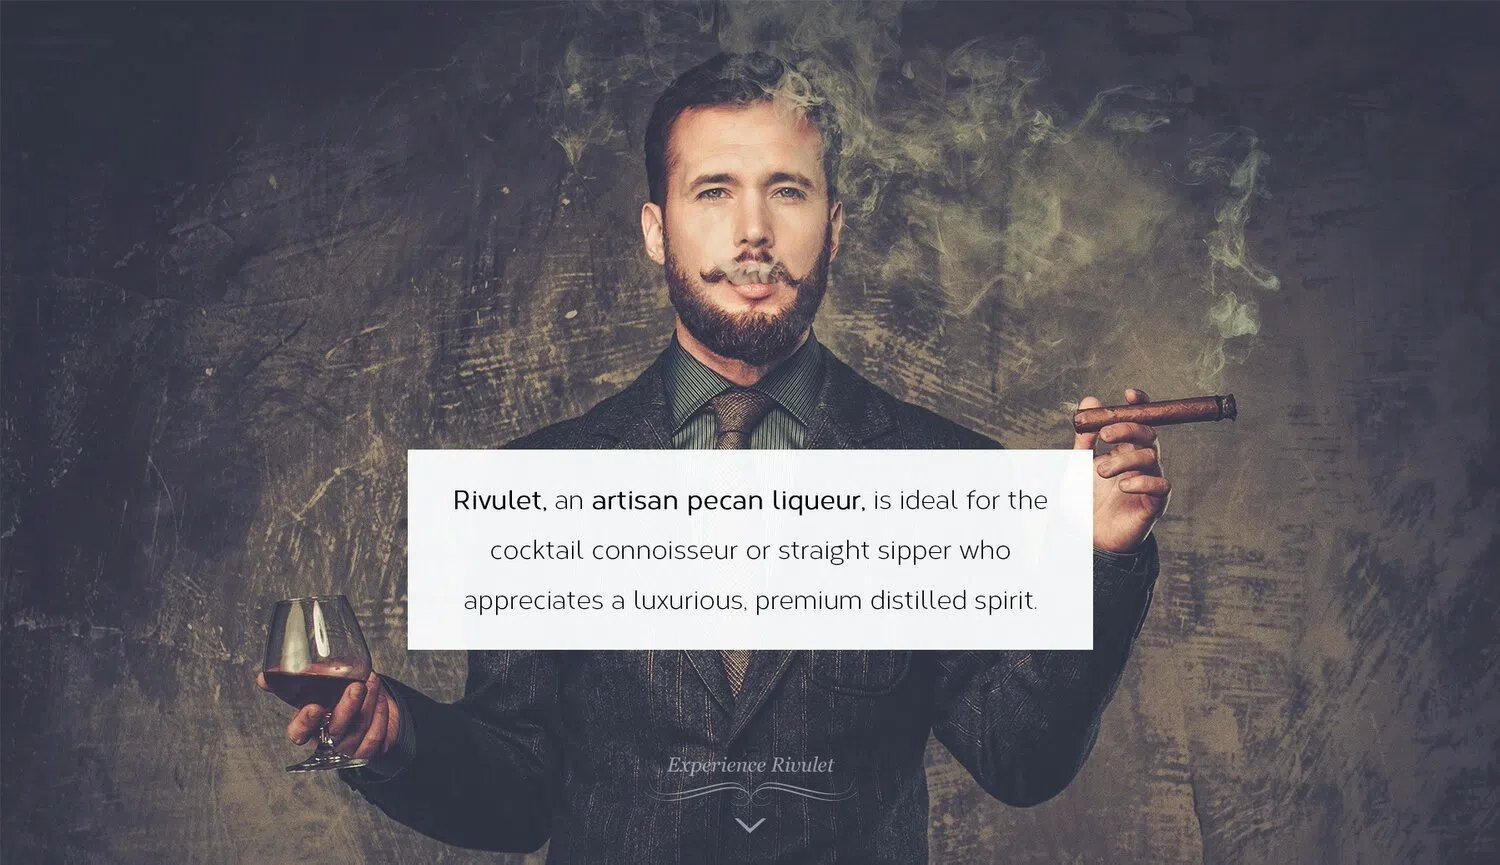 Rivulet, an artisan pecan liqueur, is ideal for the
cocktail connoisseur or straight sipper who
appreciates a luxurious, premium distilled spirit.
Experience Rivulet